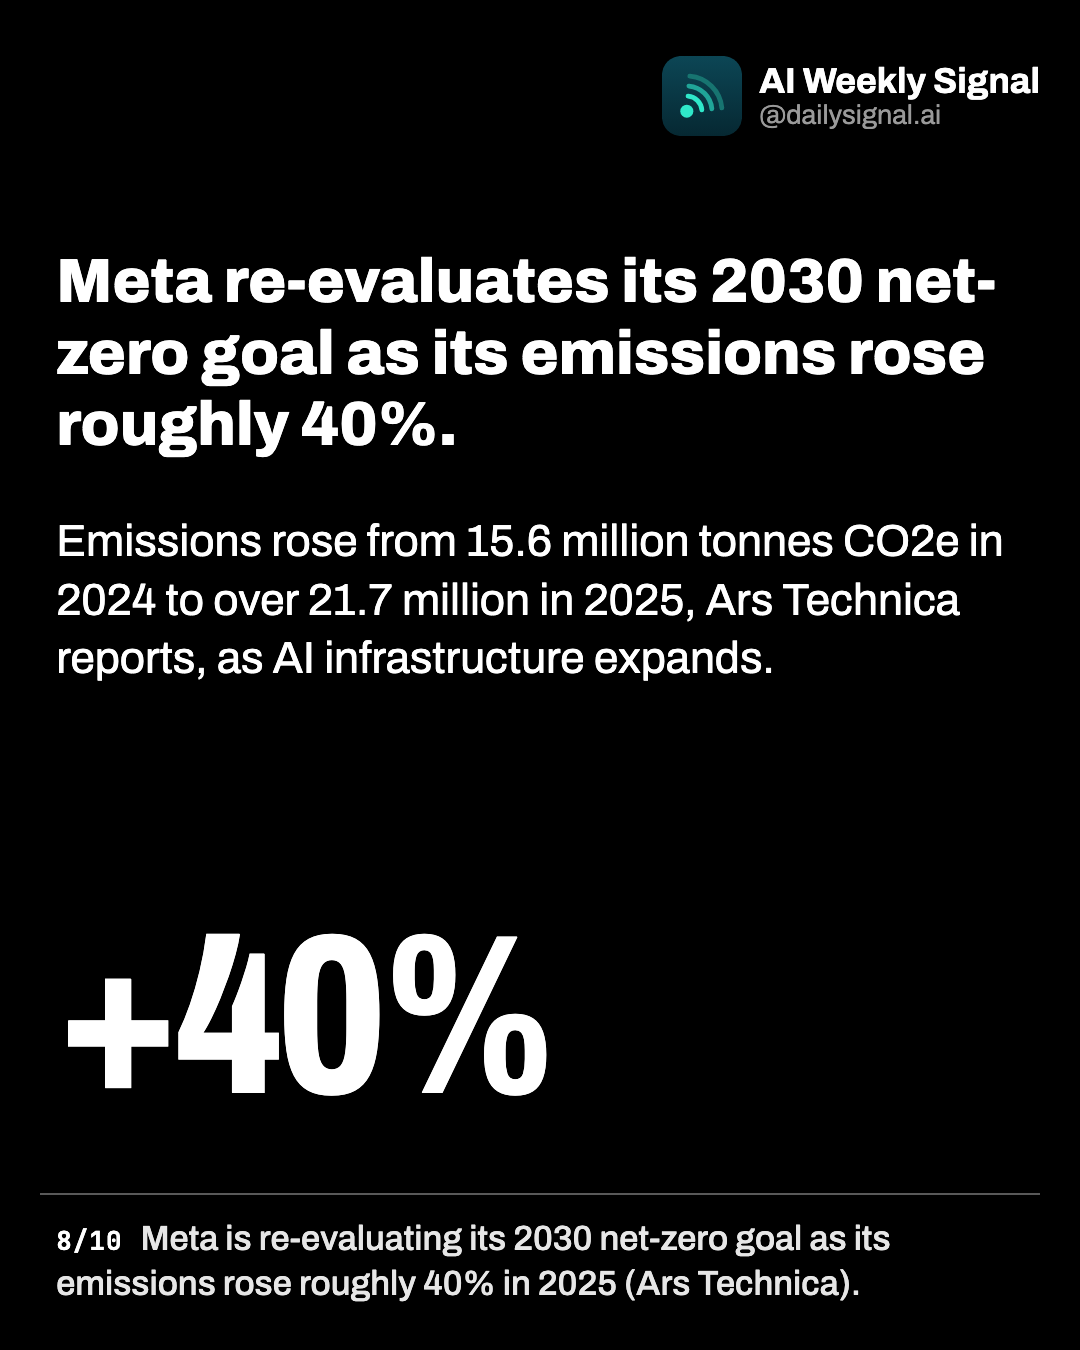 AI Weekly Signal
@dailysignal.ai
Meta re-evaluates its 2030 net-
zero goal as its emissions rose
roughly 40%.
Emissions rose from 15.6 million tonnes CO2e in
2024 to over 21.7 million in 2025, Ars Technica
reports, as AI infrastructure expands.
+40%
8/10 Meta is re-evaluating its 2030 net-zero goal as its
emissions rose roughly 40% in 2025 (Ars Technica).